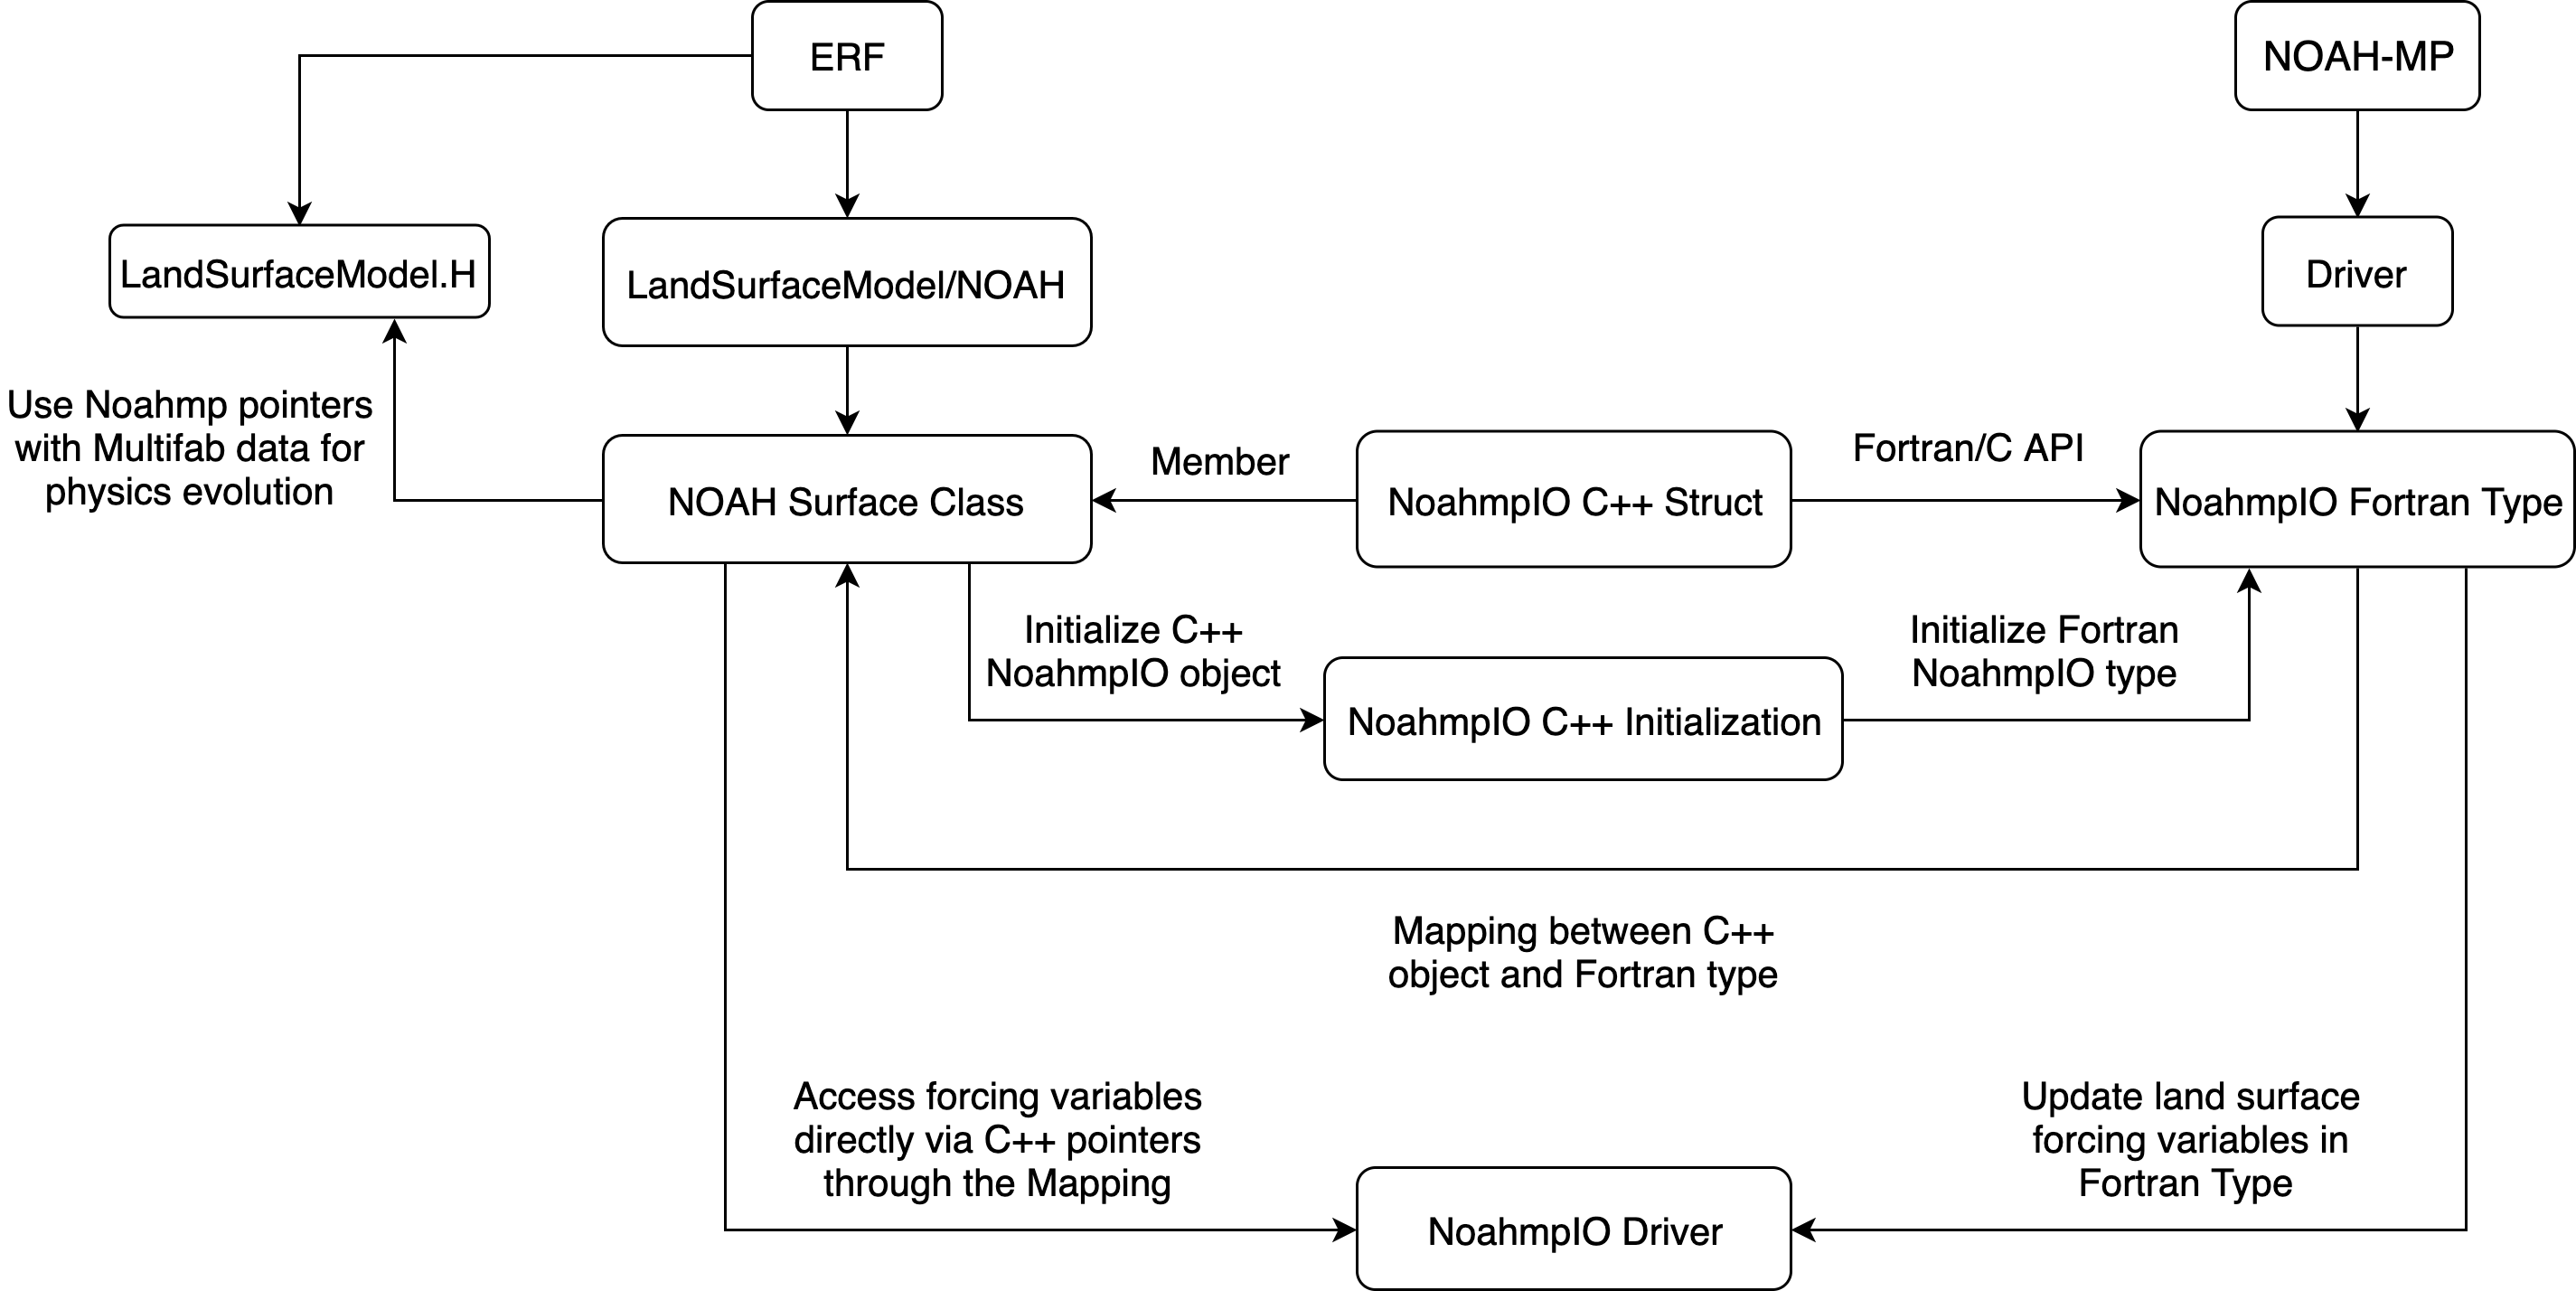 ERF
NOAH-MP
LandSurfaceModel.H
LandSurfaceModel/NOAH
Driver
Use Noahmp pointers
with Multifab data for
physics evolution
NOAH Surface Class
Member
NoahmpIO C++ Struct
Fortran/C API
NoahmpIO Fortran Type
Initialize C++
NoahmpIO object
NoahmpIO C++ Initialization
Initialize Fortran
NoahmpIO type
Mapping between C++
object and Fortran type
Access forcing variables
directly via C++ pointers
through the Mapping
NoahmpIO Driver
Update land surface
forcing variables in
Fortran Type